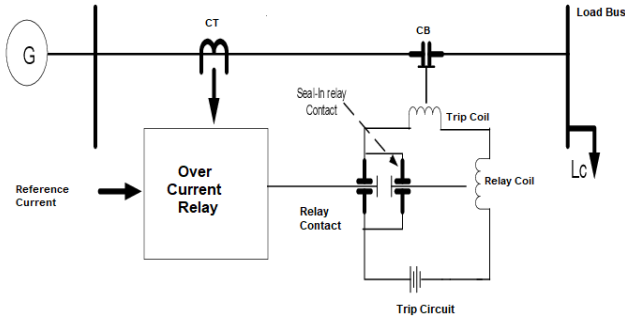 Load Bus
CT
CB
G
Seal-In relay
Contact
Trip Coil
Over
Current
Relay
Lc
Reference
Current
Relay Coil
Relay
Contact
Trip Circuit